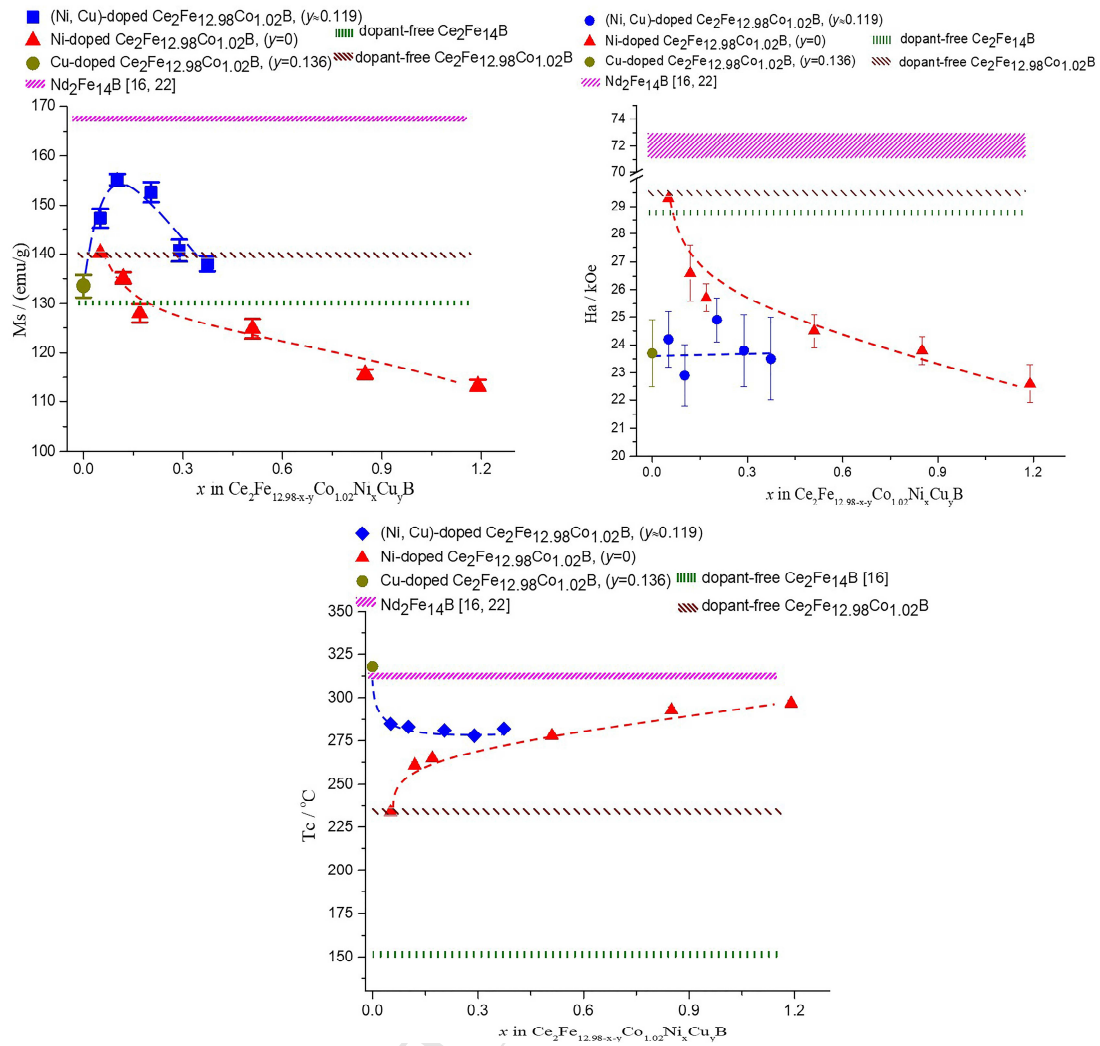 (Ni, Cu)-doped Ce2Fe12.98Co1.02B, (y≈0.119)
Ni-doped Ce2Fe12.98Co1.02B, (y=0)
Cu-doped Ce2Fe12.98Co1.02B, (y=0.136)
Nd2Fe14B [16, 22]
dopant-free Ce2Fe14B
dopant-free Ce2Fe12.98Co1.02B
170
160
150
140
130
120
110
100
Ms / (emu/g)
0.0 0.3 0.6 0.9 1.2
x in Ce2Fe12.98-x-yCo1.02NixCuyB
(Ni, Cu)-doped Ce2Fe12.98Co1.02B, (y≈0.119)
Ni-doped Ce2Fe12.98Co1.02B, (y=0)
Cu-doped Ce2Fe12.98Co1.02B, (y=0.136)
Nd2Fe14B [16, 22]
dopant-free Ce2Fe14B
dopant-free Ce2Fe12.98Co1.02B
74
72
70
29
28
27
26
25
24
23
22
21
20
Ha / kOe
0.0 0.3 0.6 0.9 1.2
x in Ce2Fe12.98-x-yCo1.02NixCuyB
(Ni, Cu)-doped Ce2Fe12.98Co1.02B, (y≈0.119)
Ni-doped Ce2Fe12.98Co1.02B, (y=0)
Cu-doped Ce2Fe12.98Co1.02B, (y=0.136)
Nd2Fe14B [16, 22]
dopant-free Ce2Fe14B [16]
dopant-free Ce2Fe12.98Co1.02B
350
325
300
275
250
225
200
175
150
Tc / °C
0.0 0.3 0.6 0.9 1.2
x in Ce2Fe12.98-x-yCo1.02NixCuyB